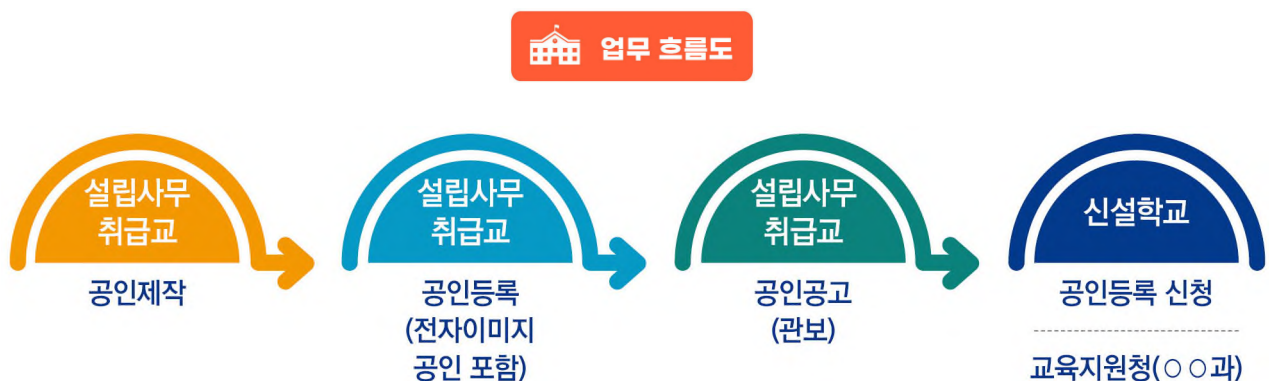 업무 흐름도
설립사무
취급교
공인제작
설립사무
취급교
공인등록
(전자이미지
공인 포함)
설립사무
취급교
공인공고
(관보)
신설학교
공인등록 신청
교육지원청(○○과)